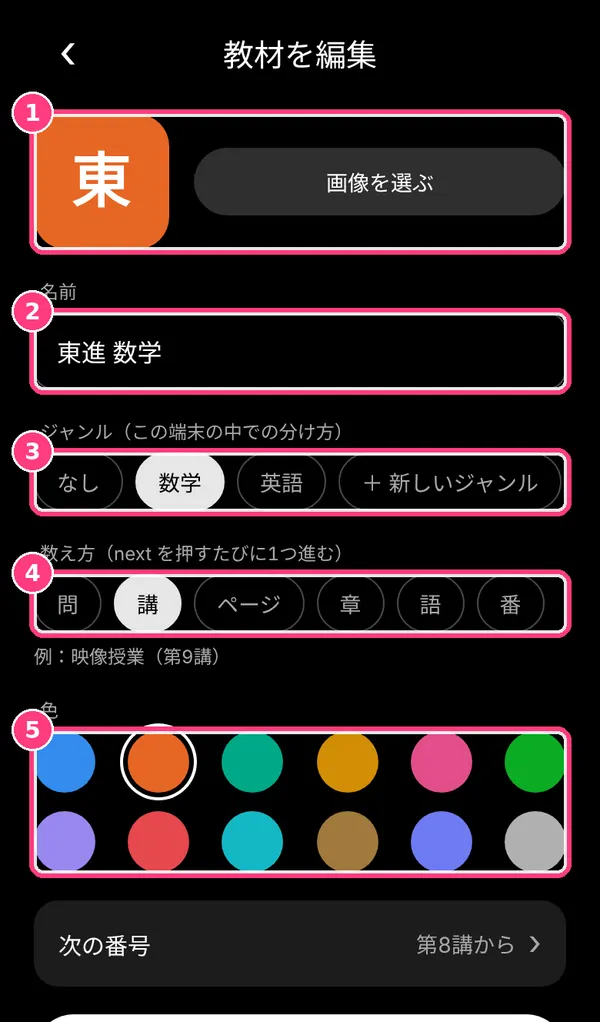 教材を編集
1
東
画像を選ぶ
名前
2
東進 数学
ジャンル（この端末の中での分け方）
3
なし 数学 英語 ＋ 新しいジャンル
数え方（next を押すたびに1つ進む）
4
問 講 ページ 章 語 番
例：映像授業（第9講）
色
5
次の番号 第8講から